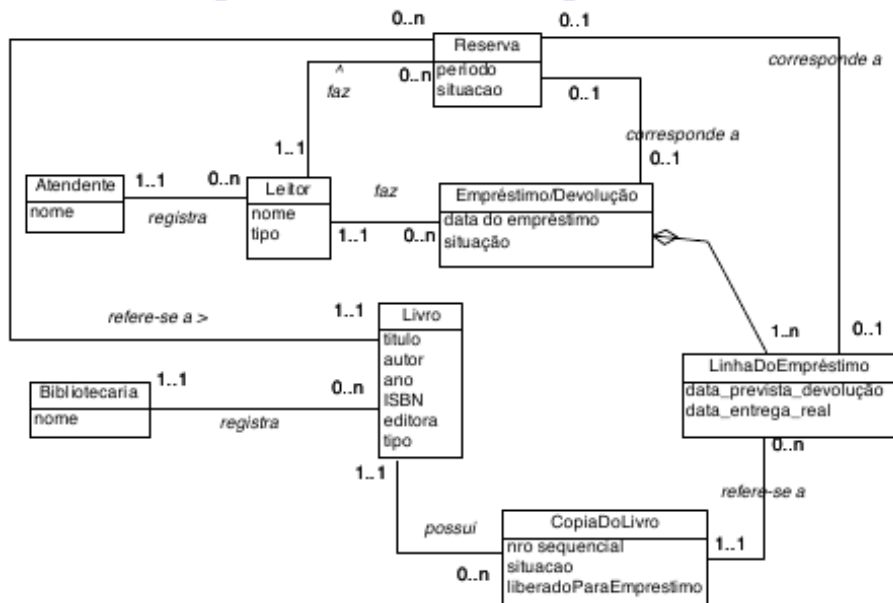 0..n
0..1
Reserva
período
situacao
^
faz
0..n
0..1
corresponde a
1..1
corresponde a
0..1
Atendente
nome
1..1
0..n
registra
Leitor
nome
tipo
faz
1..1
0..n
Empréstimo/Devolução
data do empréstimo
situação
refere-se a >
1..1
Livro
titulo
autor
ano
ISBN
editora
tipo
1..n
0..1
LinhaDoEmpréstimo
data_prevista_devolução
data_entrega_real
Bibliotecaria
nome
1..1
0..n
registra
1..1
0..n
refere-se a
possui
0..n
CopiaDoLivro
nro sequencial
situacao
liberadoParaEmprestimo
1..1